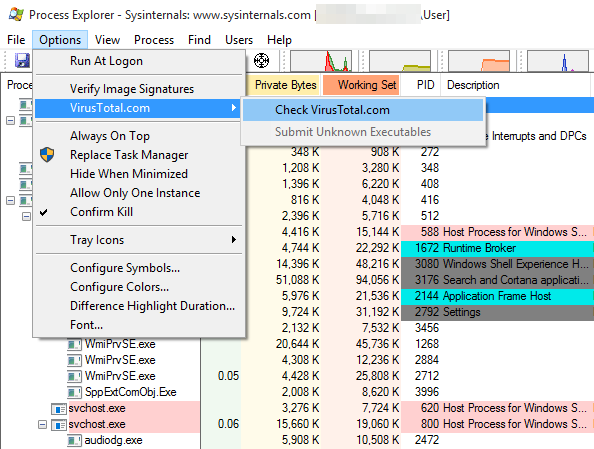 Process Explorer - Sysinternals: www.sysinternals.com [ \User]
File Options View Process Find Users Help
Run At Logon
Verify Image Signatures
VirusTotal.com
Always On Top
Replace Task Manager
Hide When Minimized
Allow Only One Instance
Confirm Kill
Tray Icons
Configure Symbols...
Configure Colors...
Difference Highlight Duration...
Font...
Check VirusTotal.com
Submit Unknown Executables
Private Bytes Working Set PID Description
e Interrupts and DPCs
348 K 908 K 272
1,208 K 3,280 K 348
1,396 K 6,220 K 408
816 K 4,048 K 416
2,396 K 5,716 K 512
4,416 K 15,144 K 588 Host Process for Windows S...
4,744 K 22,292 K 1672 Runtime Broker
14,396 K 48,216 K 3080 Windows Shell Experience H...
51,088 K 94,056 K 3176 Search and Cortana applicati...
5,976 K 21,536 K 2144 Application Frame Host
9,724 K 31,192 K 2792 Settings
2,132 K 7,532 K 3456
WmiPrvSE.exe 20,644 K 45,736 K 1268
WmiPrvSE.exe 4,308 K 12,236 K 2884
WmiPrvSE.exe 0.05 4,428 K 25,808 K 2712
SppExtComObj.Exe 2,008 K 8,620 K 3996
svchost.exe 3,276 K 7,724 K 620 Host Process for Windows S...
svchost.exe 0.06 15,660 K 19,060 K 800 Host Process for Windows S...
audiodg.exe 5,908 K 10,508 K 2472